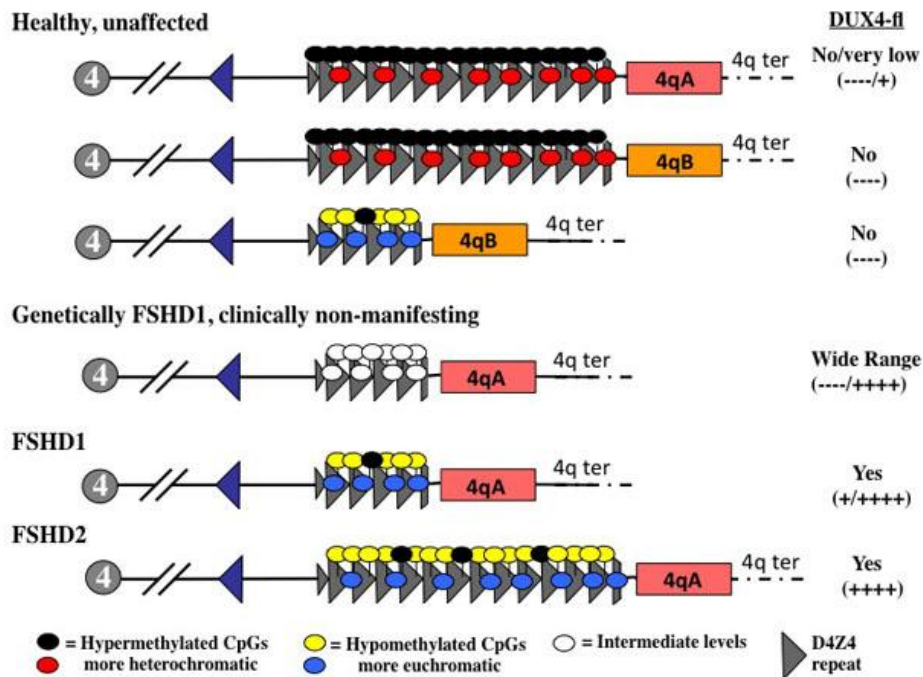 Healthy, unaffected
DUX4-fl
4
4qA
4q ter
No/very low
(----/+)
4
4qB
4q ter
No
(----)
4
4qB
4q ter
No
(----)
Genetically FSHD1, clinically non-manifesting
4
4qA
4q ter
Wide Range
(----/++++)
FSHD1
4
4qA
4q ter
Yes
(+/++++)
FSHD2
4
4qA
4q ter
Yes
(++++)
= Hypermethylated CpGs
more heterochromatic
= Hypomethylated CpGs
more euchromatic
= Intermediate levels
D4Z4
repeat